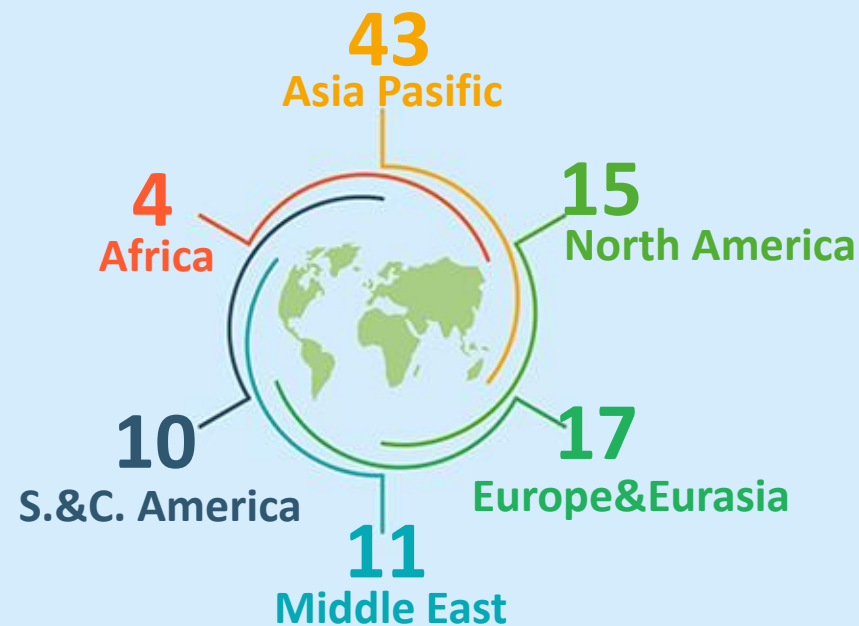 43
Asia Pasific
4
Africa
15
North America
10
S.&C. America
17
Europe&Eurasia
11
Middle East